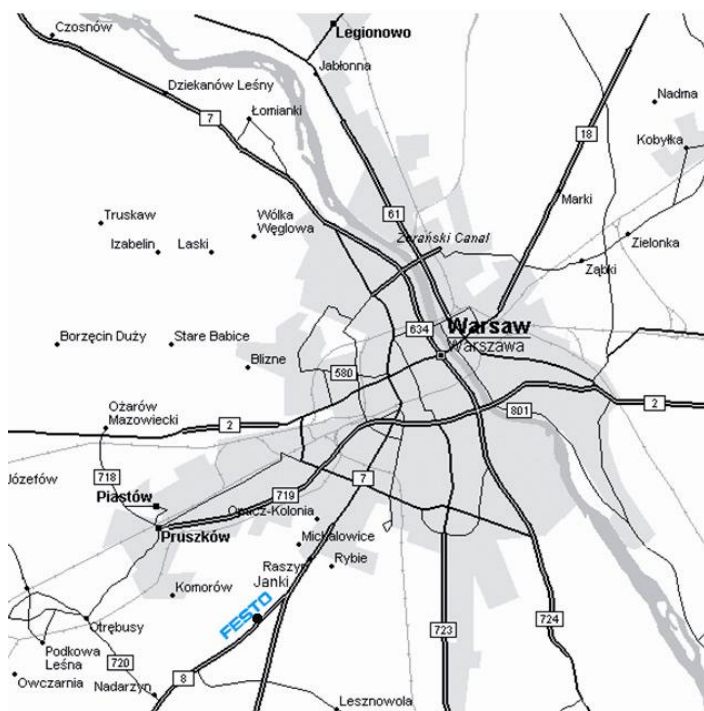 Czosnów
Legionowo
Jabłonna
Dziekanów Leśny
Nadma
7
Łomianki
18
Kobyłka
Truskaw
Wólka
Węglowa
61
Marki
Izabelin
Laski
Żerański Canal
Zielonka
Ząbki
634
Warsaw
Warszawa
Borzęcin Duży
Stare Babice
Blizne
580
Ożarów
Mazowiecki
2
801
2
718
Józefów
Piastów
719
7
Pruszków
Opacz-Kolonia
Michałowice
Raszyn
Rybie
Janki
Komorów
FESTO
Otrębusy
723
724
Podkowa
Leśna
720
8
Owczarnia
Nadarzyn
Lesznowola